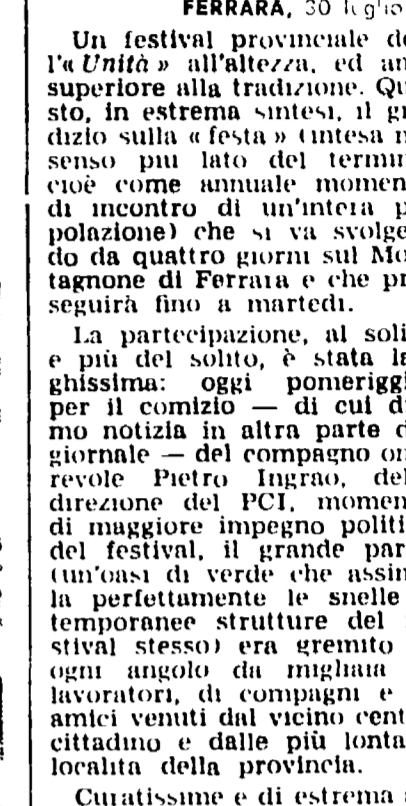 FERRARA, 30 luglio
Un festival provinciale de
l'« Unità » all'altezza, ed an
superiore alla tradizione. Qu
sto, in estrema sintesi, il gi
dizio sulla « festa » (intesa n
senso più lato del termin
cioè come annuale momen
di incontro di un'intera p
polazione) che si va svolge
do da quattro giorni sul Mo
tagnone di Ferrara e che pr
seguirà fino a martedì.
La partecipazione, al soli
e più del solito, è stata la
ghissima: oggi pomeriggi
per il comizio — di cui d
mo notizia in altra parte d
giornale — del compagno on
revole Pietro Ingrao, del
direzione del PCI, momen
di maggiore impegno politi
del festival, il grande par
(un'oasi di verde che assim
la perfettamente le snelle
temporanee strutture del
stival stesso) era gremito
ogni angolo da migliaia
lavoratori, di compagni e
amici venuti dal vicino cent
cittadino e dalle più lonta
località della provincia.
Curatissime e di estrema